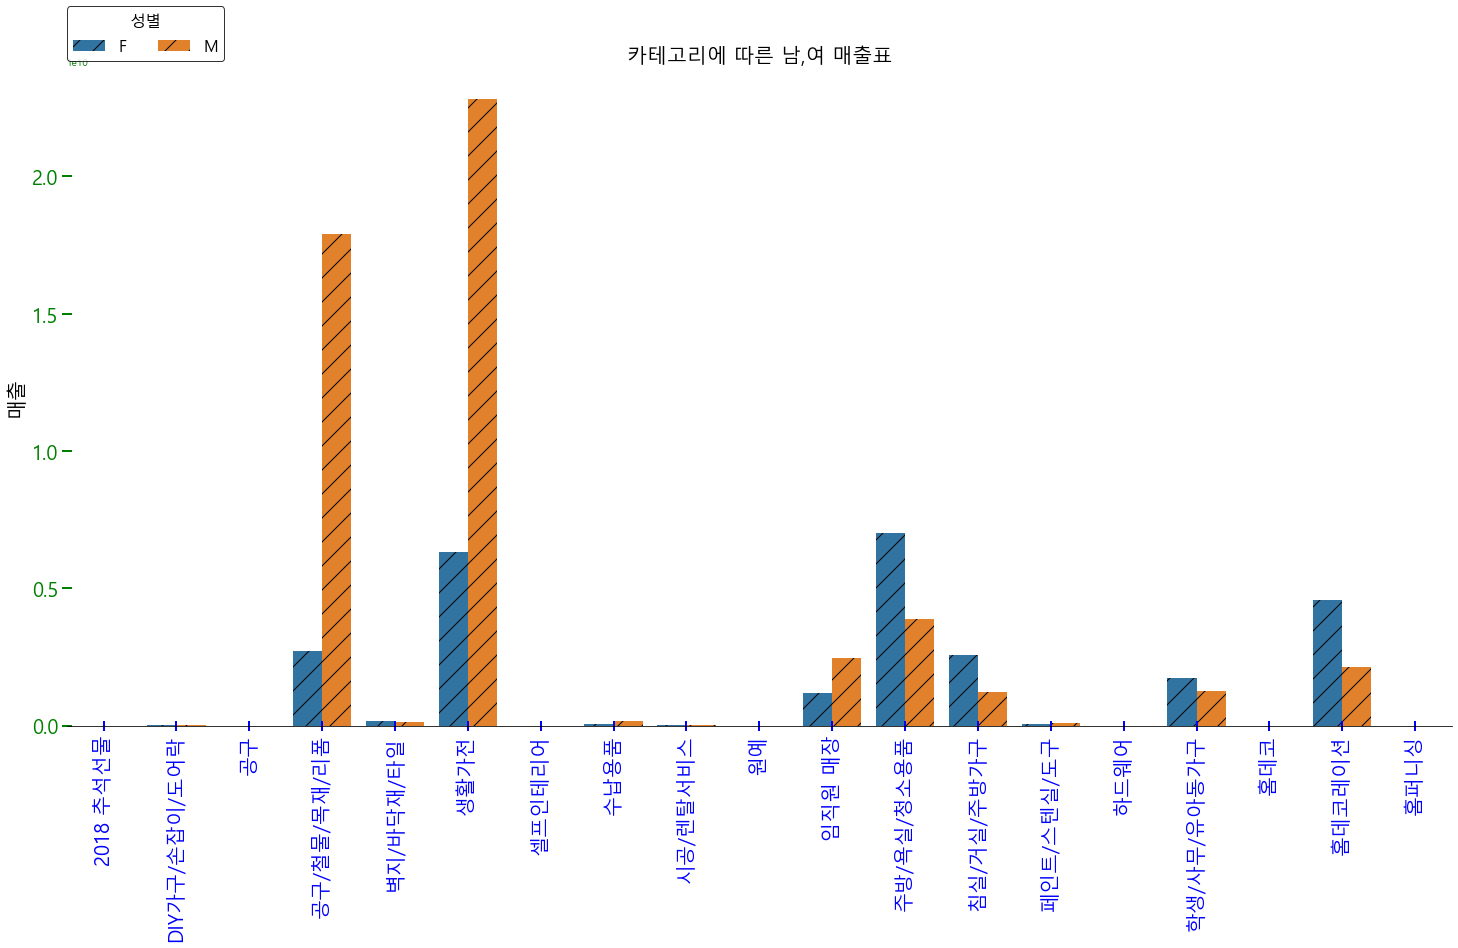 성별
F
M
1e10
카테고리에 따른 남,여 매출표
매출
2.0
1.5
1.0
0.5
0.0
2018 추석선물
DIY가구/손잡이/도어락
공구
공구/철물/목재/리폼
벽지/바닥재/타일
생활가전
셀프인테리어
수납용품
시공/렌탈서비스
원예
임직원 매장
주방/욕실/청소용품
침실/거실/주방가구
페인트/스텐실/도구
하드웨어
학생/사무/유아동가구
홈데코
홈데코레이션
홈퍼니싱